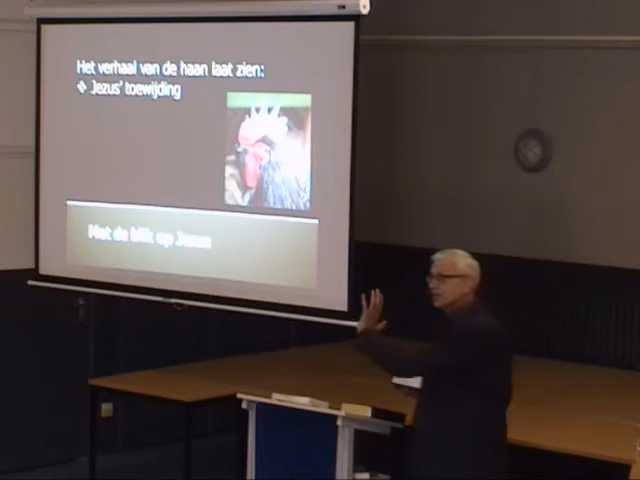 Het verhaal van de haan laat zien:
❖ Jezus' toewijding
Met de blik op Jezus